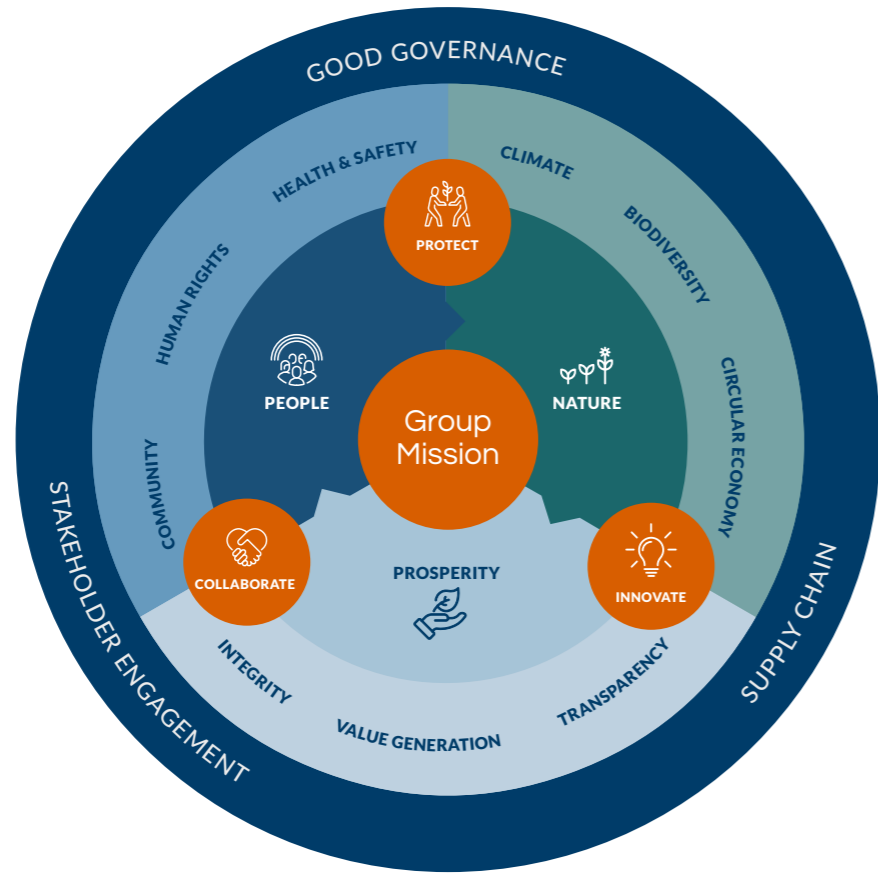 GOOD GOVERNANCE
HEALTH & SAFETY
CLIMATE
HUMAN RIGHTS
BIODIVERSITY
PROTECT
PEOPLE
NATURE
Group
Mission
COMMUNITY
CIRCULAR ECONOMY
COLLABORATE
PROSPERITY
INNOVATE
INTEGRITY
VALUE GENERATION
TRANSPARENCY
STAKEHOLDER ENGAGEMENT
SUPPLY CHAIN